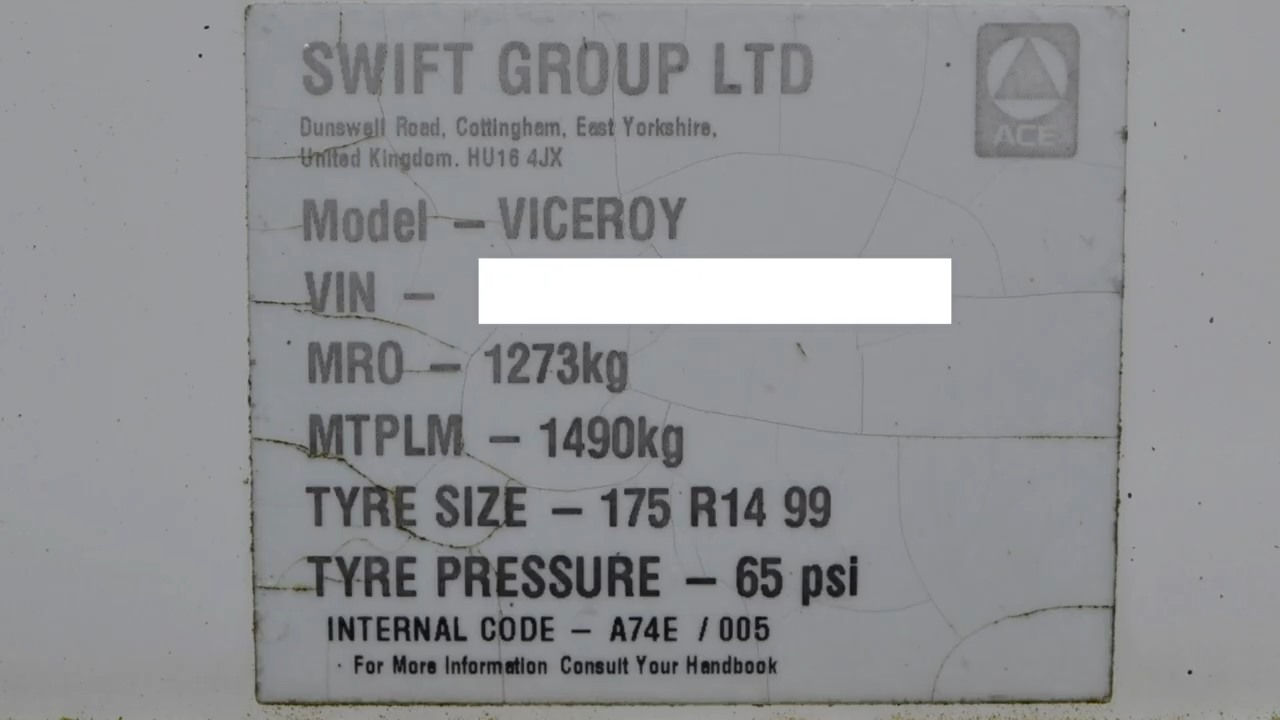 SWIFT GROUP LTD
ACE
Dunswell Road, Cottingham, East Yorkshire,
United Kingdom. HU16 4JX
Model – VICEROY
VIN –
MRO – 1273kg
MTPLM – 1490kg
TYRE SIZE – 175 R14 99
TYRE PRESSURE – 65 psi
INTERNAL CODE – A74E / 005
· For More Information Consult Your Handbook